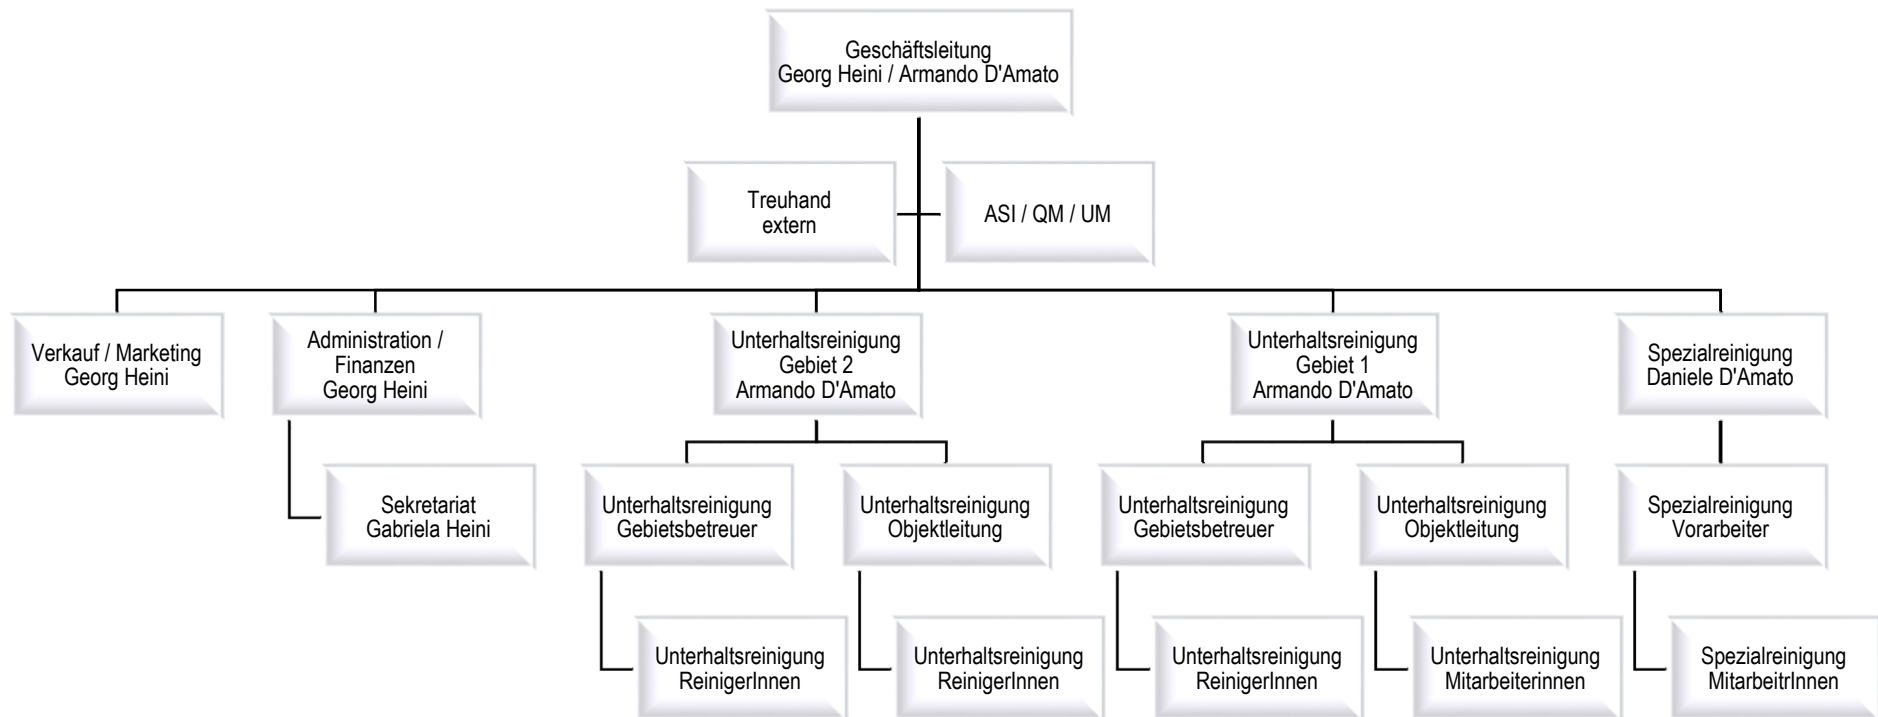 Geschäftsleitung
Georg Heini / Armando D'Amato
Treuhand
extern
ASI / QM / UM
Verkauf / Marketing
Georg Heini
Administration /
Finanzen
Georg Heini
Unterhaltsreinigung
Gebiet 2
Armando D'Amato
Unterhaltsreinigung
Gebiet 1
Armando D'Amato
Spezialreinigung
Daniele D'Amato
Sekretariat
Gabriela Heini
Unterhaltsreinigung
Gebietsbetreuer
Unterhaltsreinigung
Objektleitung
Unterhaltsreinigung
Gebietsbetreuer
Unterhaltsreinigung
Objektleitung
Spezialreinigung
Vorarbeiter
Unterhaltsreinigung
ReinigerInnen
Unterhaltsreinigung
ReinigerInnen
Unterhaltsreinigung
ReinigerInnen
Unterhaltsreinigung
Mitarbeiterinnen
Spezialreinigung
MitarbeitrInnen